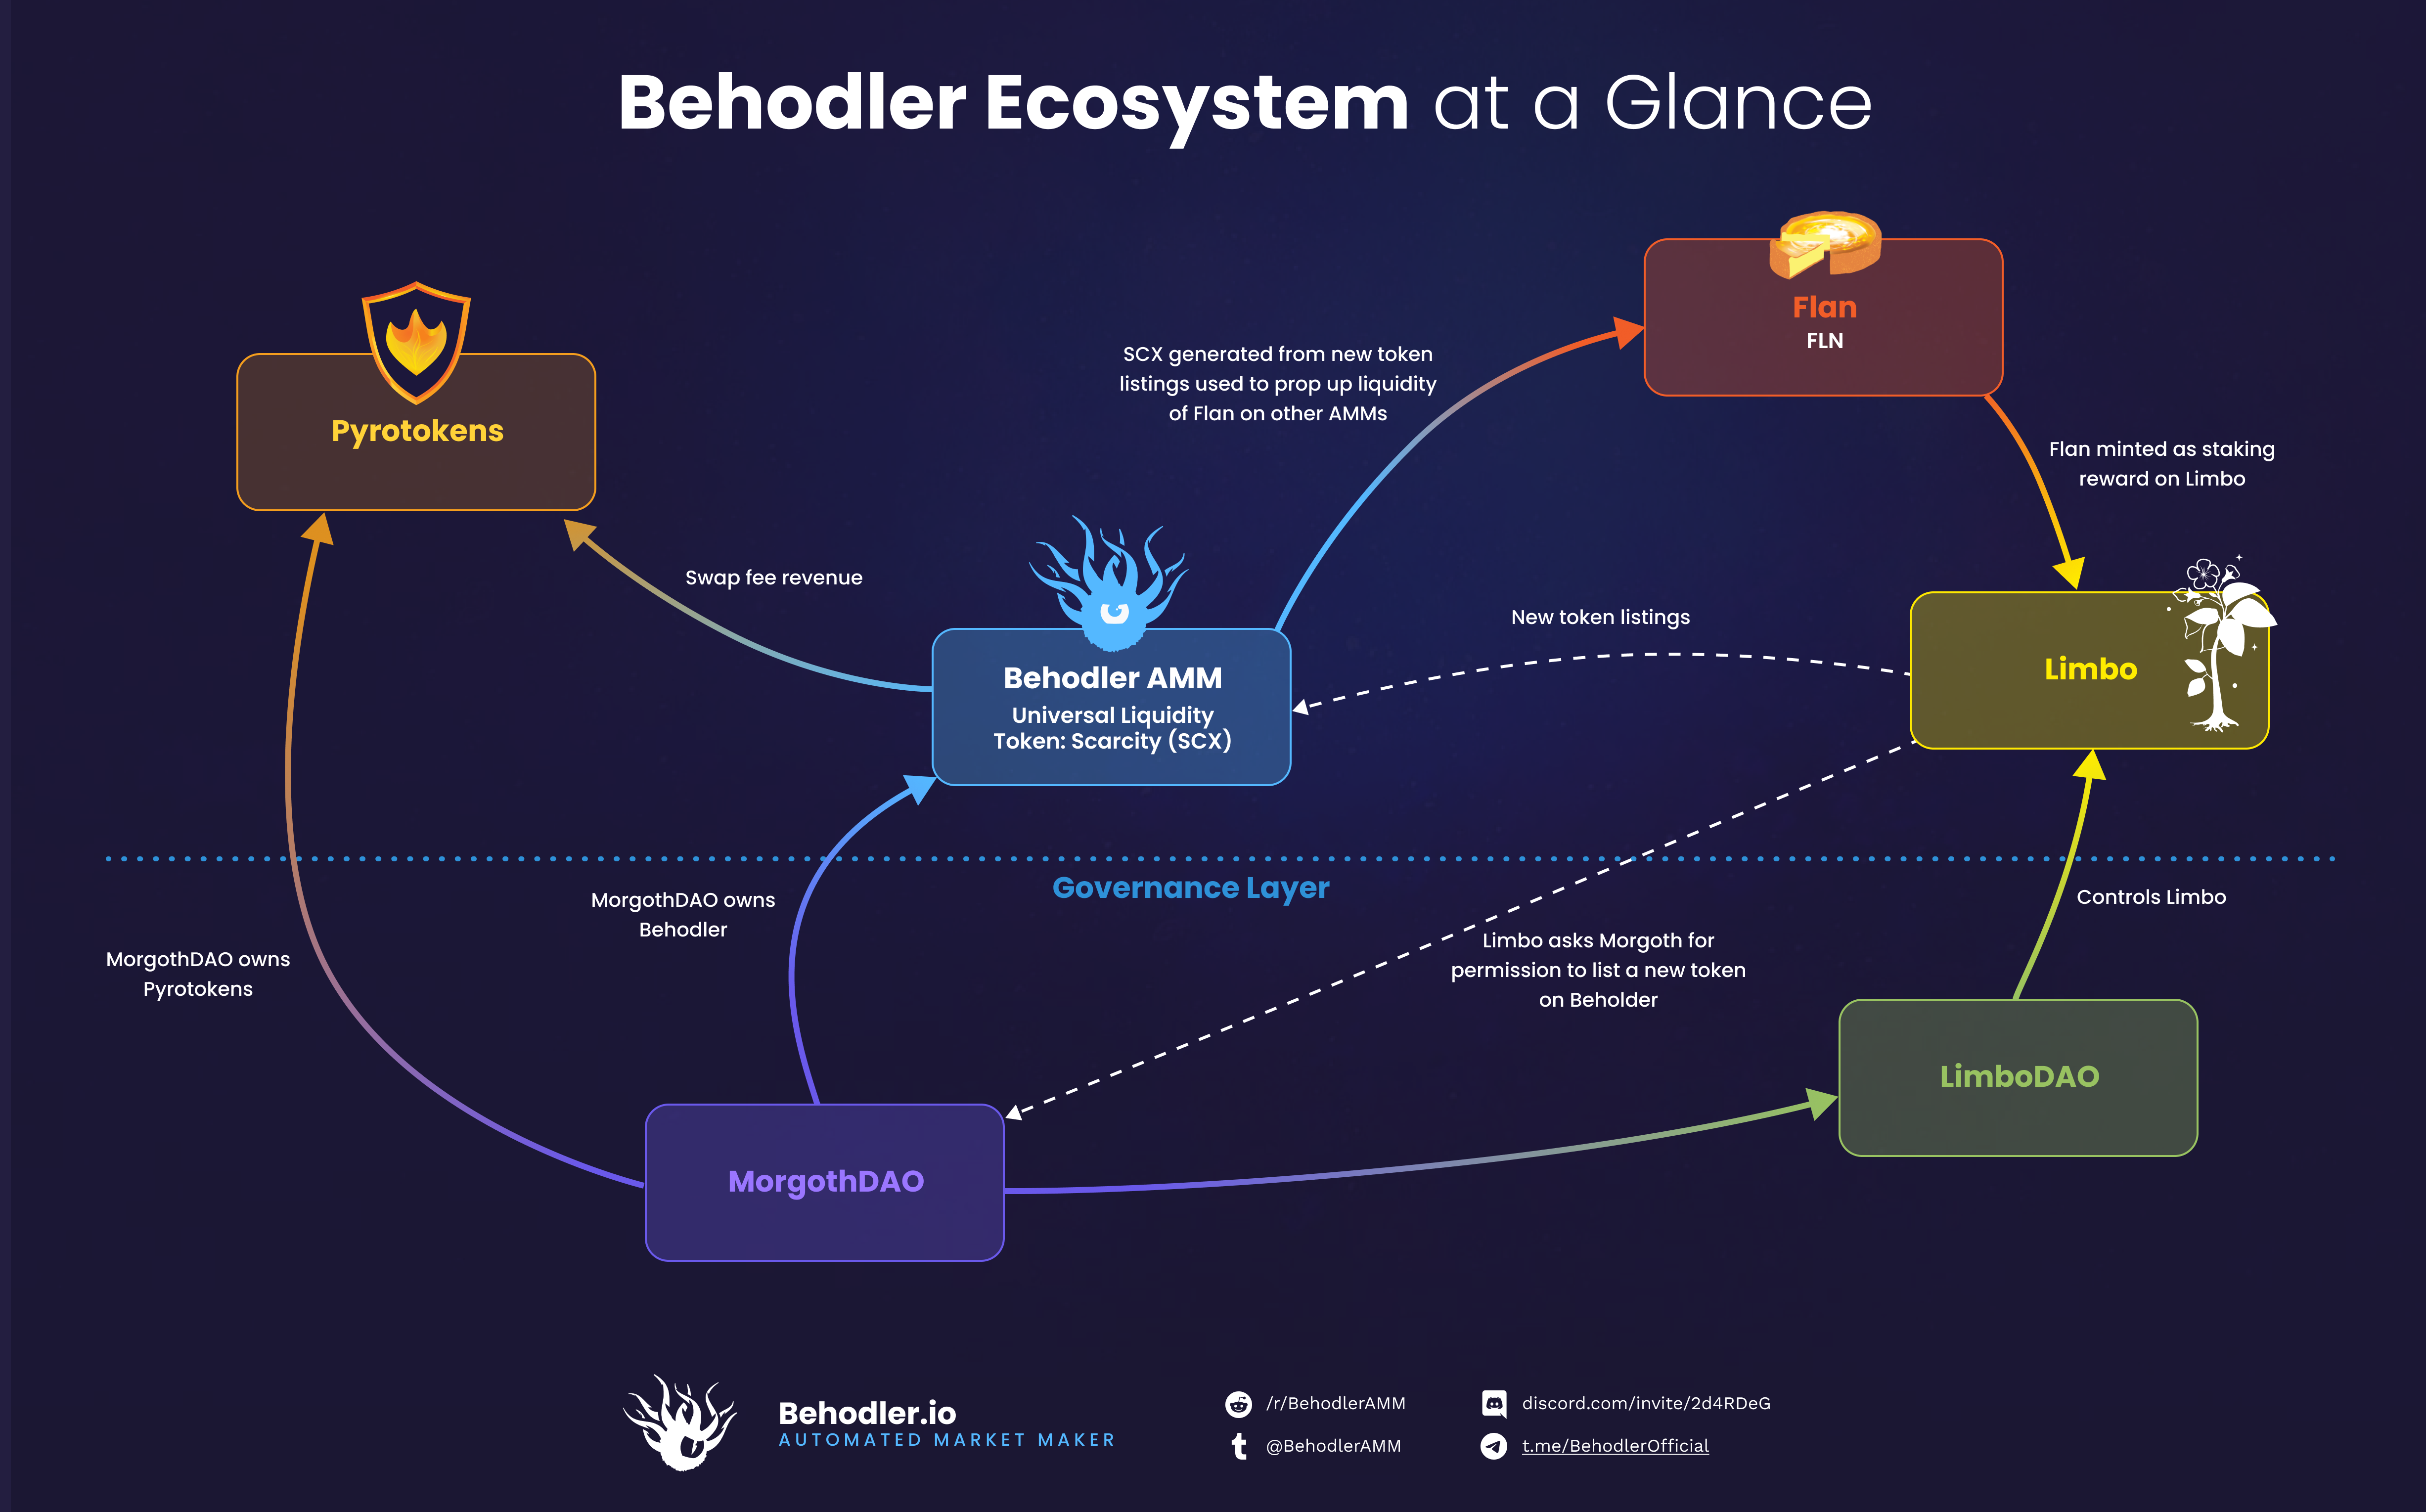 Behodler Ecosystem at a Glance
Flan
FLN
SCX generated from new token
listings used to prop up liquidity
of Flan on other AMMs
Pyrotokens
Flan minted as staking
reward on Limbo
Swap fee revenue
New token listings
Behodler AMM
Universal Liquidity
Token: Scarcity (SCX)
Limbo
Governance Layer
MorgothDAO owns
Behodler
Controls Limbo
MorgothDAO owns
Pyrotokens
Limbo asks Morgoth for
permission to list a new token
on Beholder
LimboDAO
MorgothDAO
Behodler.io
AUTOMATED MARKET MAKER
/r/BehodlerAMM
@BehodlerAMM
discord.com/invite/2d4RDeG
t.me/BehodlerOfficial